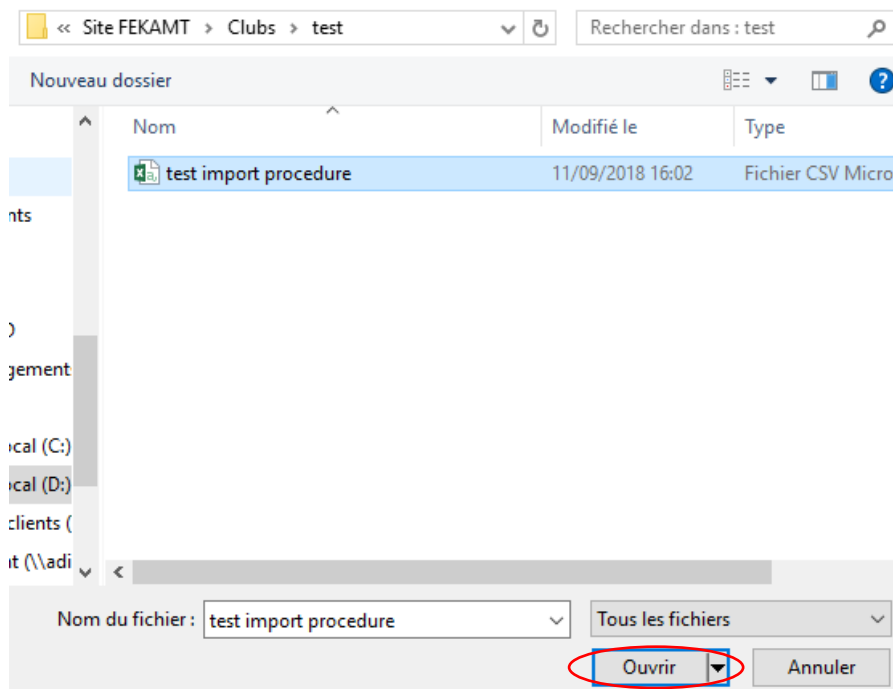 « Site FEKAMT > Clubs > test
Rechercher dans : test
Nouveau dossier
?
Nom
Modifié le
Type
test import procedure
11/09/2018 16:02
Fichier CSV Micro
nts
gement
ocal (C:)
ocal (D:)
clients (
nt (\\adi
Nom du fichier :
test import procedure
Tous les fichiers
Ouvrir
Annuler